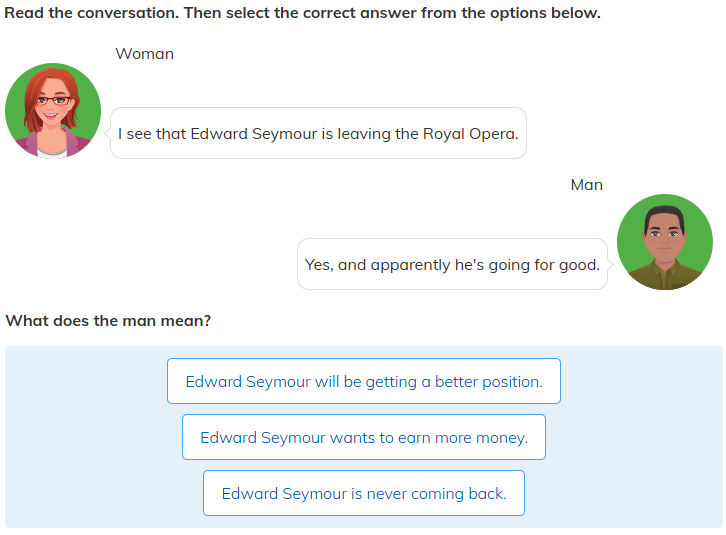 Read the conversation. Then select the correct answer from the options below.
Woman
I see that Edward Seymour is leaving the Royal Opera.
Man
Yes, and apparently he's going for good.
What does the man mean?
Edward Seymour will be getting a better position.
Edward Seymour wants to earn more money.
Edward Seymour is never coming back.